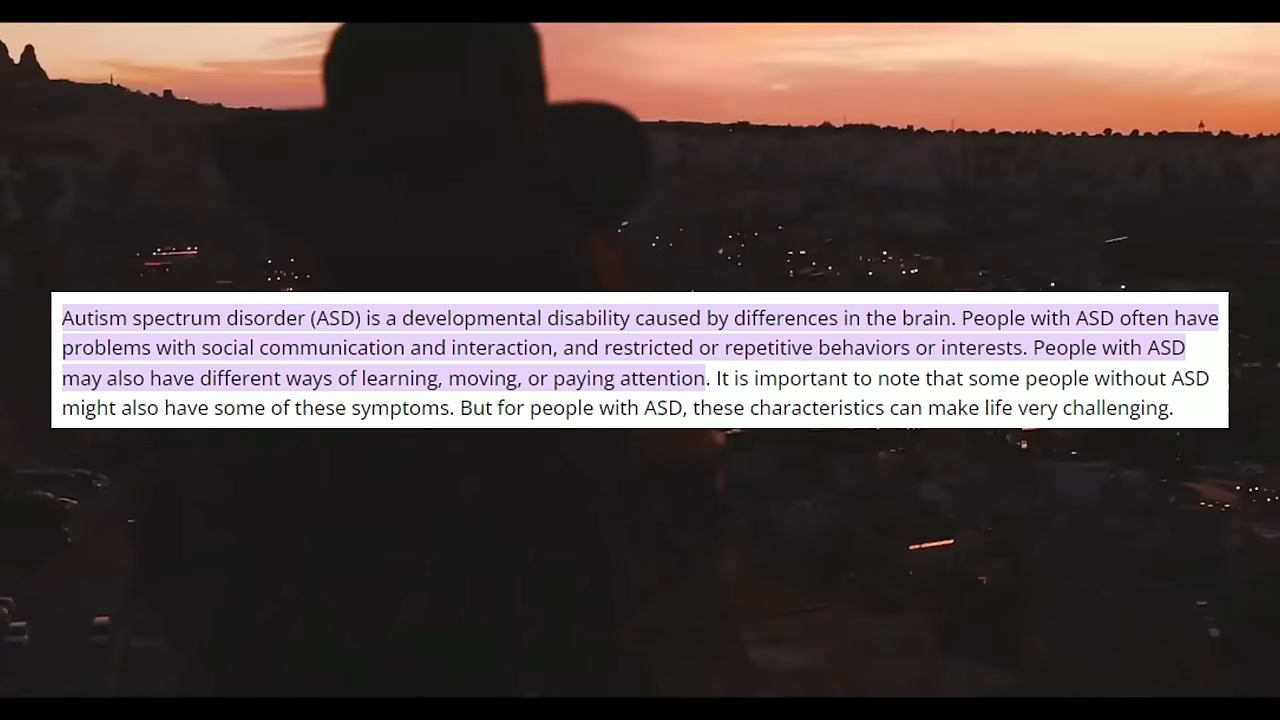 Autism spectrum disorder (ASD) is a developmental disability caused by differences in the brain. People with ASD often have
problems with social communication and interaction, and restricted or repetitive behaviors or interests. People with ASD
may also have different ways of learning, moving, or paying attention. It is important to note that some people without ASD
might also have some of these symptoms. But for people with ASD, these characteristics can make life very challenging.